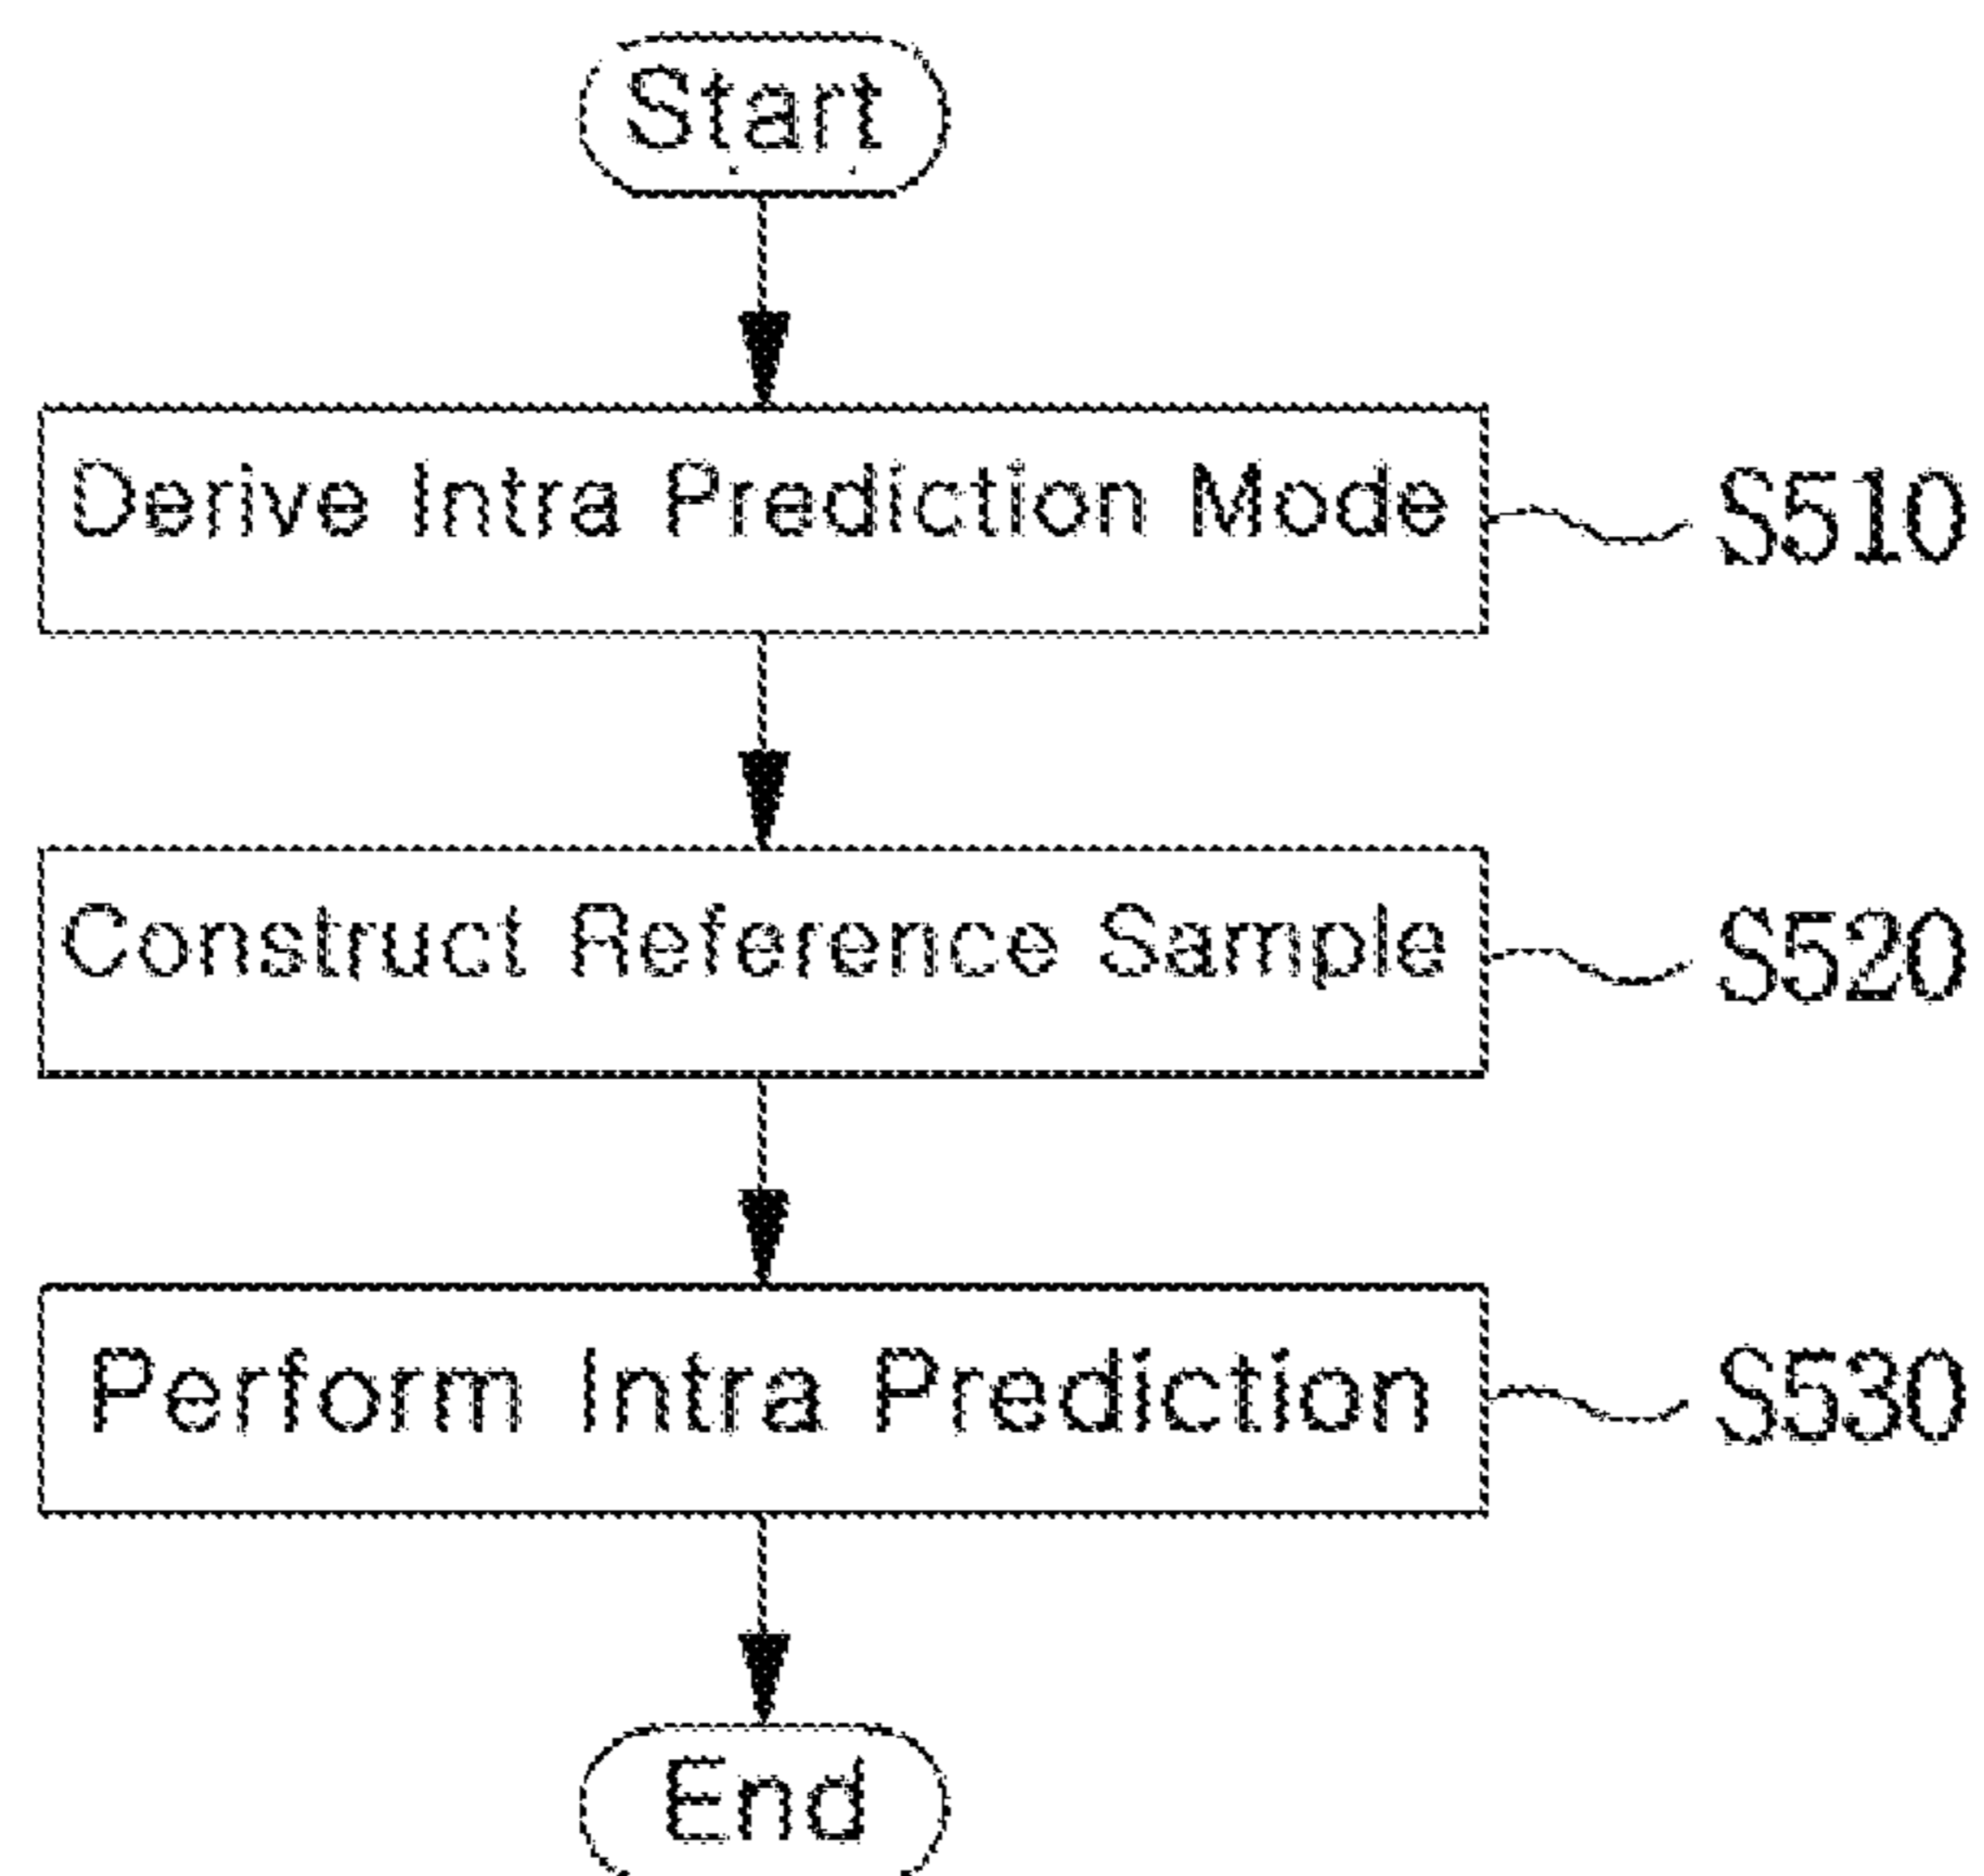 Start
Derive Intra Prediction Mode S510
Construct Reference Sample S520
Perform Intra Prediction S530
End